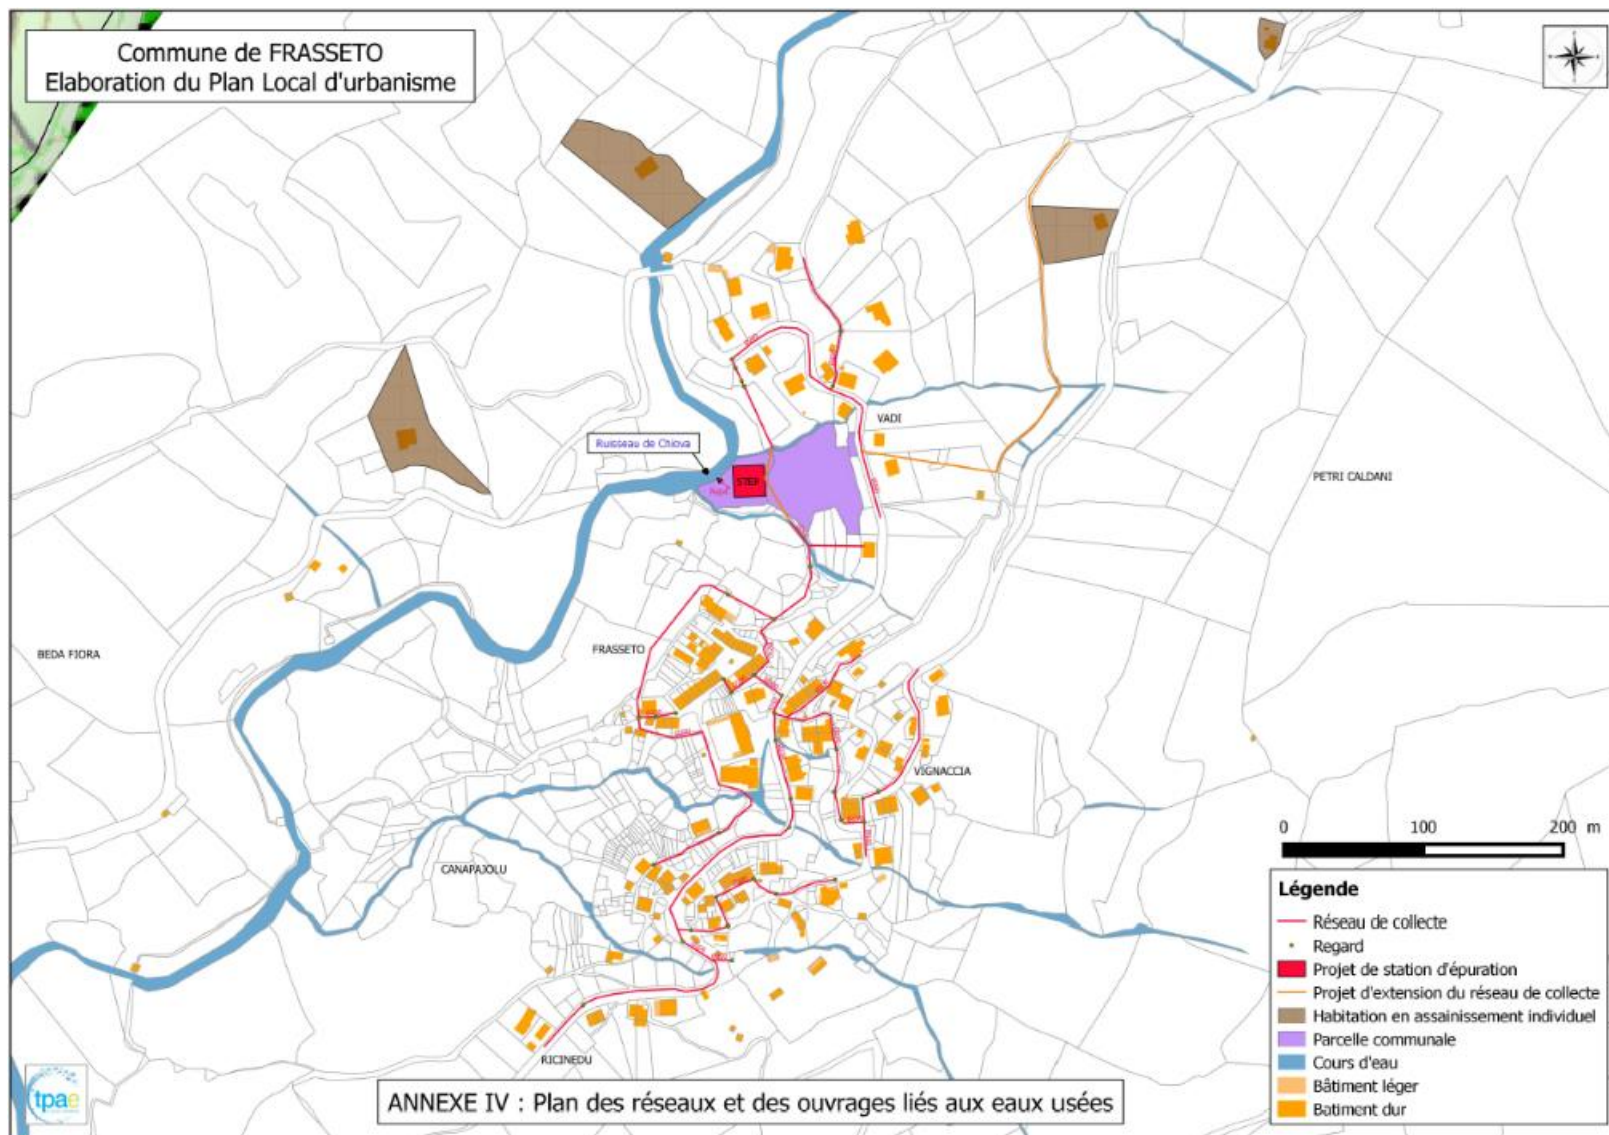 Commune de FRASSETO
Elaboration du Plan Local d'urbanisme
Ruisseau de Chiova
VADI
STEP
Rejet
PETRI CALDANI
FRASSETO
BEDA FIORA
VIGNACCIA
CANAPAJOLU
RICINEDU
0 100 200 m
Légende
Réseau de collecte
Regard
Projet de station d'épuration
Projet d'extension du réseau de collecte
Habitation en assainissement individuel
Parcelle communale
Cours d'eau
Bâtiment léger
Batiment dur
tpae
ANNEXE IV : Plan des réseaux et des ouvrages liés aux eaux usées